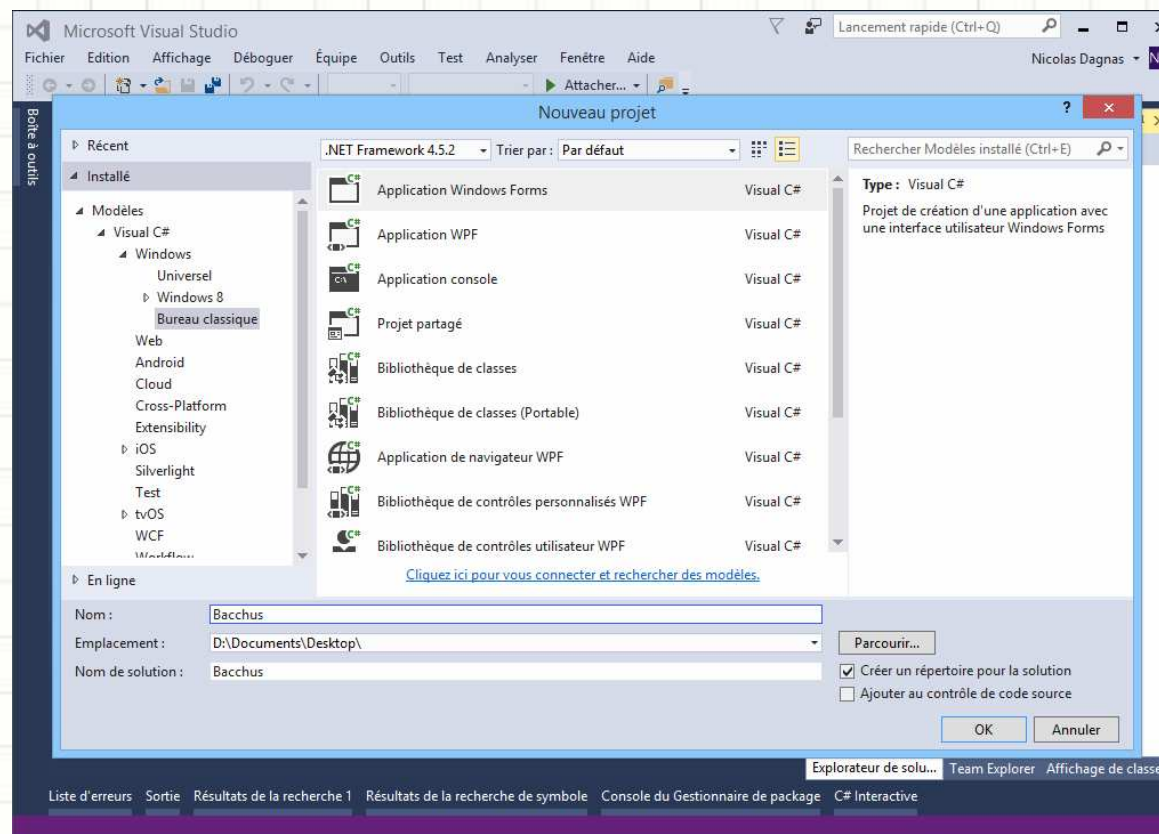 Microsoft Visual Studio
Lancement rapide (Ctrl+Q)
Fichier Edition Affichage Déboguer Équipe Outils Test Analyser Fenêtre Aide
Nicolas Dagnas
Attacher...
Boîte à outils
Nouveau projet
?
Récent
.NET Framework 4.5.2
Trier par : Par défaut
Rechercher Modèles installé (Ctrl+E)
Installé
Modèles
Visual C#
Windows
Universel
Windows 8
Bureau classique
Web
Android
Cloud
Cross-Platform
Extensibility
iOS
Silverlight
Test
tvOS
WCF
Workflow
En ligne
Application Windows Forms Visual C#
Application WPF Visual C#
Application console Visual C#
Projet partagé Visual C#
Bibliothèque de classes Visual C#
Bibliothèque de classes (Portable) Visual C#
Application de navigateur WPF Visual C#
Bibliothèque de contrôles personnalisés WPF Visual C#
Bibliothèque de contrôles utilisateur WPF Visual C#
Cliquez ici pour vous connecter et rechercher des modèles.
Type : Visual C#
Projet de création d'une application avec
une interface utilisateur Windows Forms
Nom : Bacchus
Emplacement : D:\Documents\Desktop\
Parcourir...
Nom de solution : Bacchus
Créer un répertoire pour la solution
Ajouter au contrôle de code source
OK Annuler
Explorateur de solu... Team Explorer Affichage de classe
Liste d'erreurs Sortie Résultats de la recherche 1 Résultats de la recherche de symbole Console du Gestionnaire de package C# Interactive